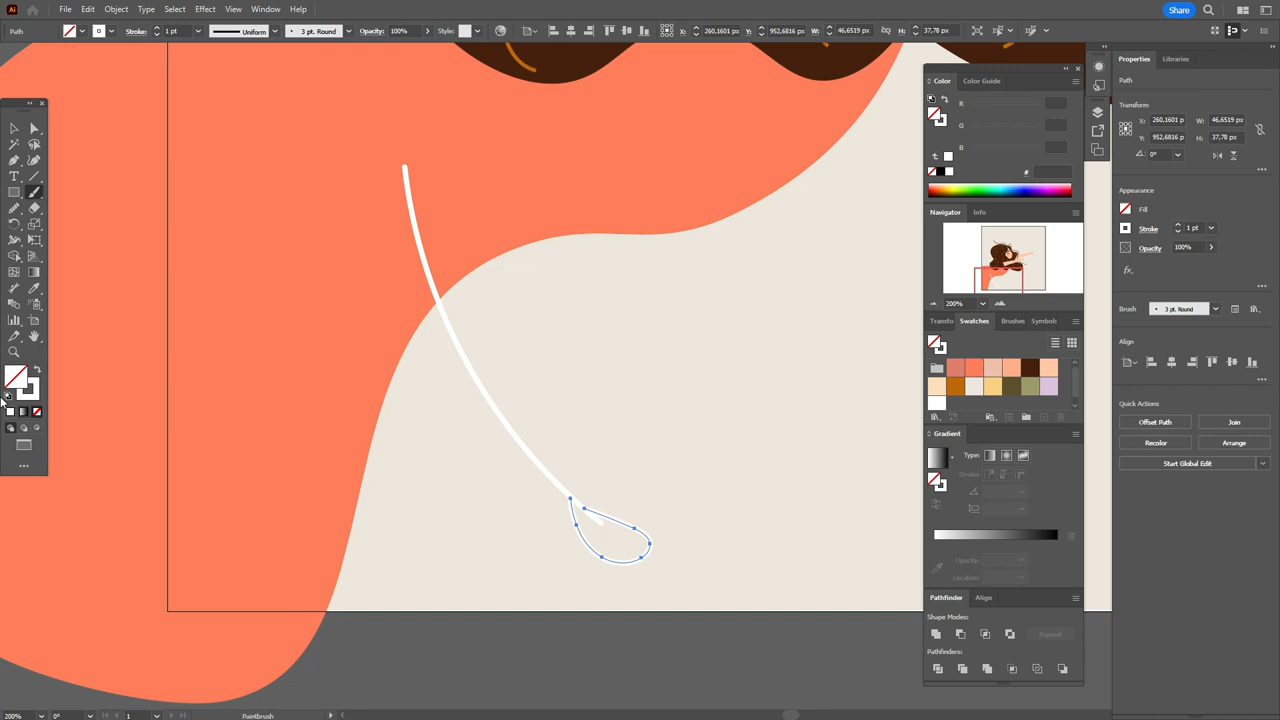 Ai File Edit Object Type Select Effect View Window Help Share
Path Stroke: 1 pt Uniform 3 pt. Round Opacity: 100% Style: X: 260,1601 p Y: 952,6816 p W: 46,6519 px H: 37,78 px
Color Color Guide
R
G
B
#
Navigator Info
200%
Transfo Swatches Brushes Symbols
Gradient
Type:
Stroke:
Opacity:
Location:
Pathfinder Align
Shape Modes:
Expand
Pathfinders:
Properties Libraries
Path
Transform
X: 260,1601 p W: 46,6519 px
Y: 952,6816 p H: 37,78 px
0°
Appearance
Fill
Stroke 1 pt
Opacity 100%
fx
Brush 3 pt. Round
Align
Quick Actions
Offset Path Join
Recolor Arrange
Start Global Edit
200% 0° 1 Paintbrush